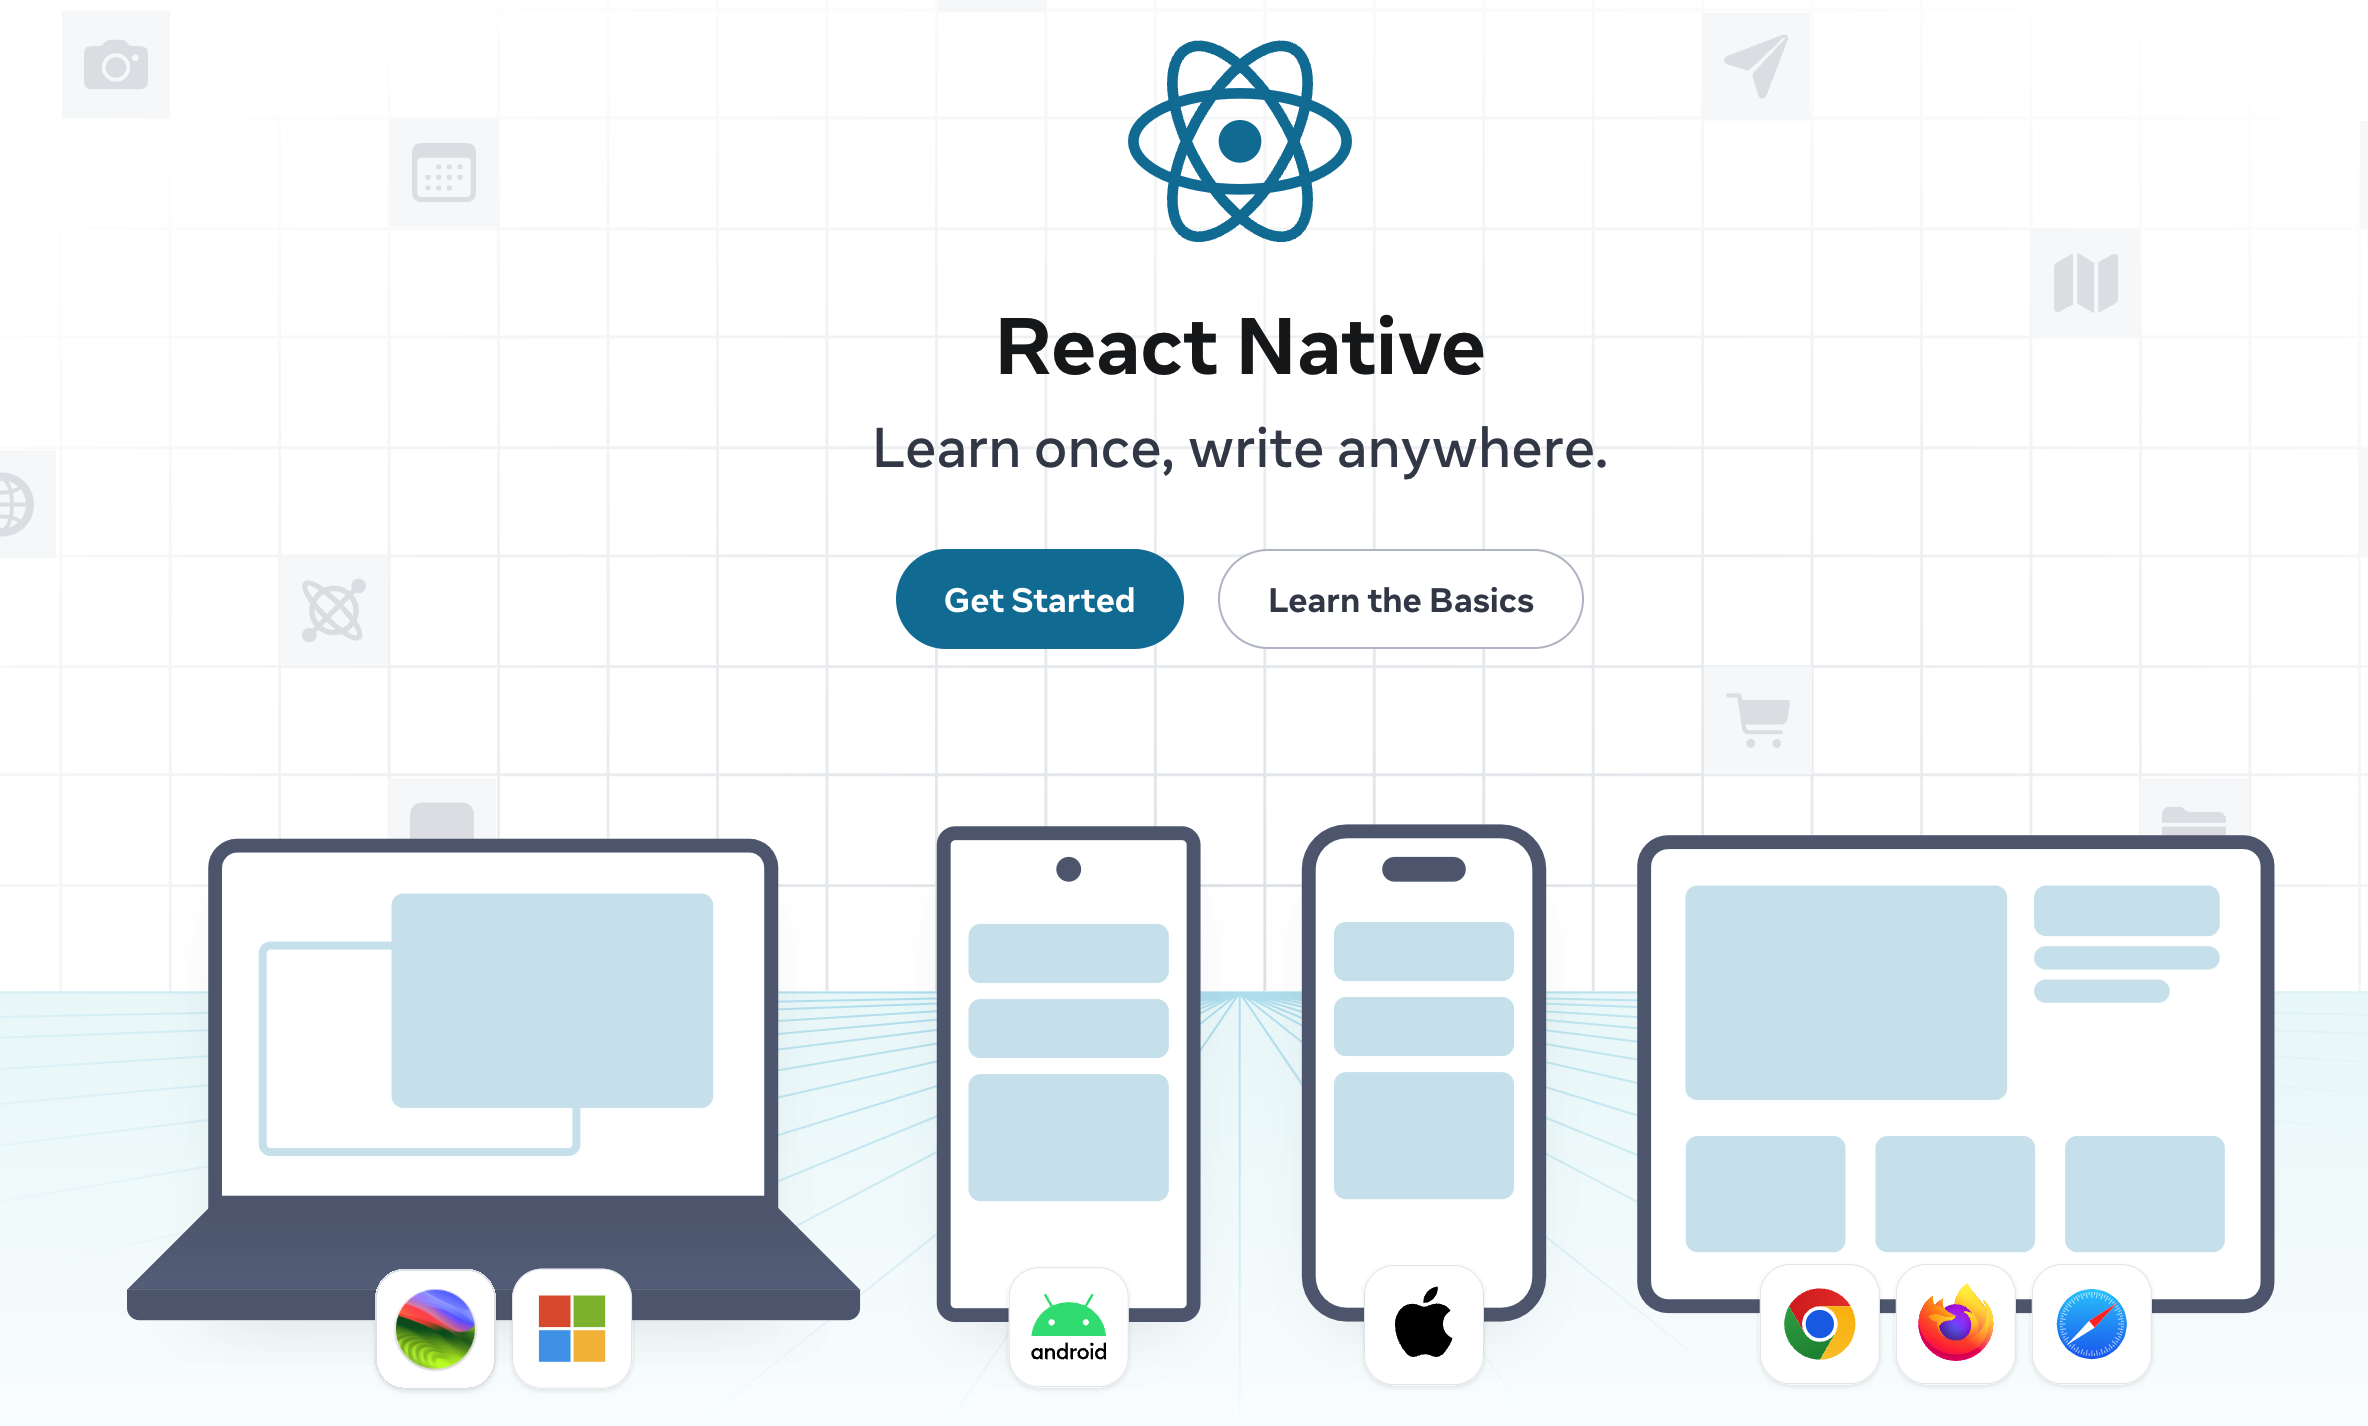 React Native
Learn once, write anywhere.
Get Started
Learn the Basics
android